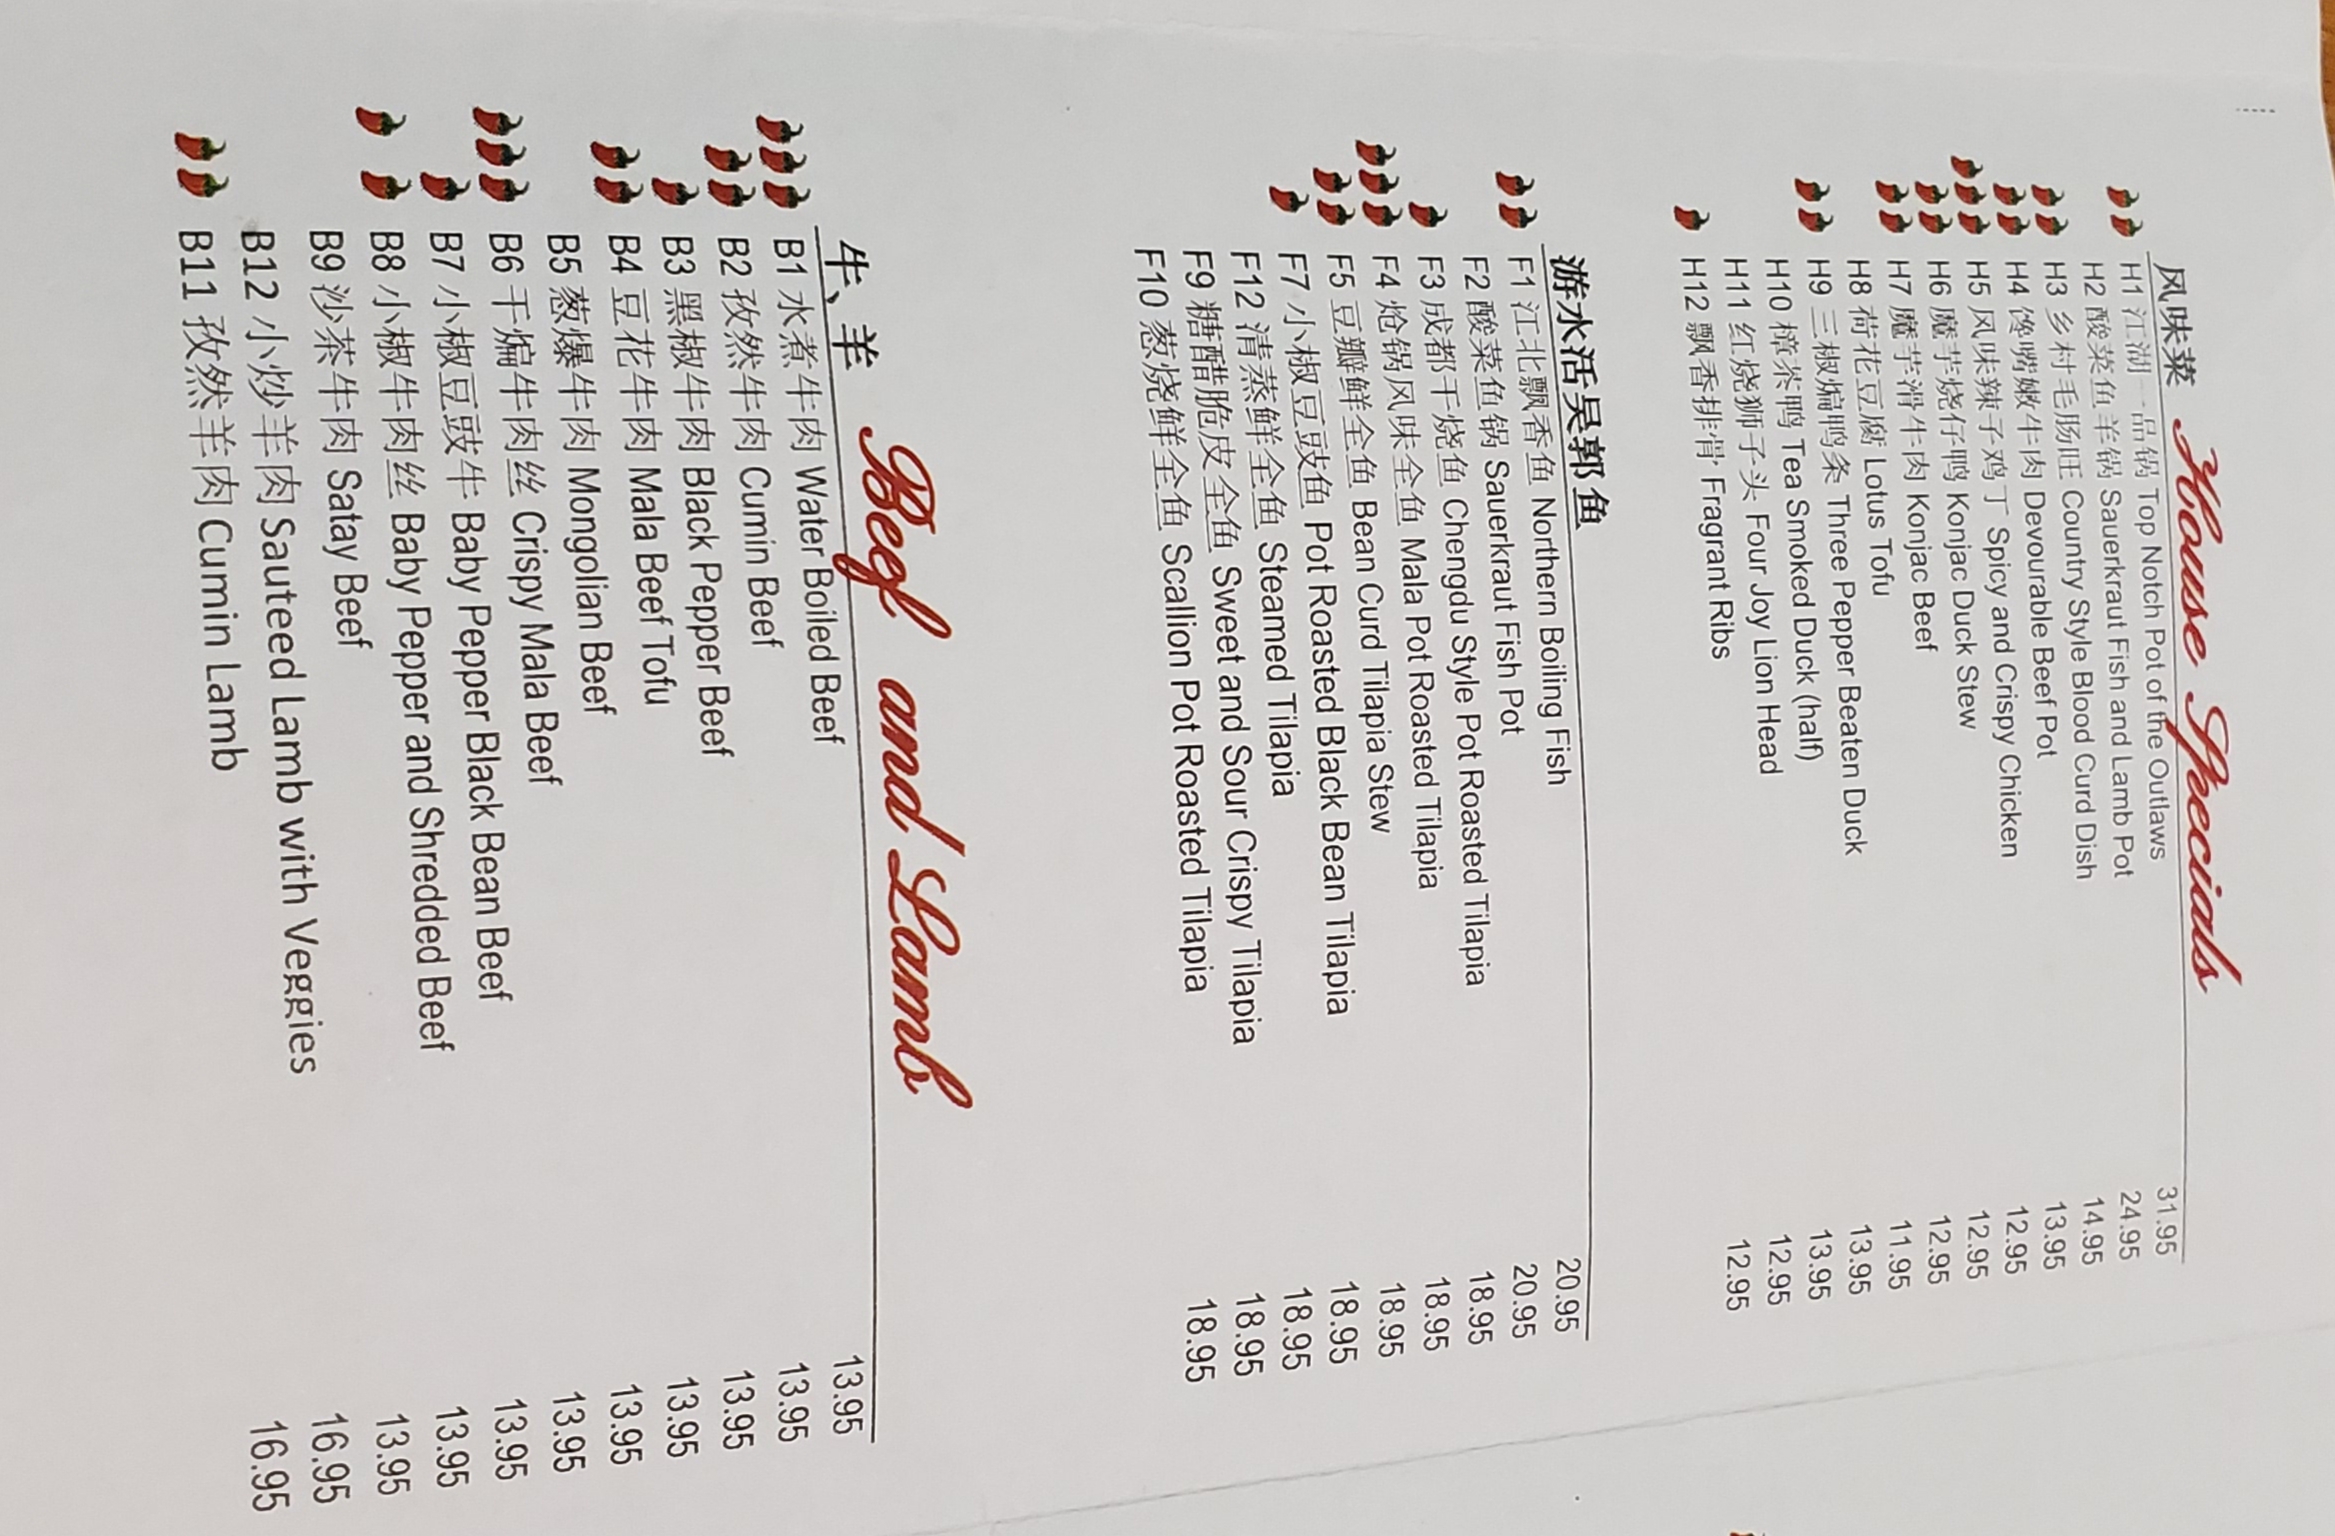 House Specials
风味菜
H1 江湖一品锅 Top Notch Pot of the Outlaws 31.95
H2 酸菜鱼羊锅 Sauerkraut Fish and Lamb Pot 24.95
H3 乡村毛肠旺 Country Style Blood Curd Dish 14.95
H4 馋嘴嫩牛肉 Devourable Beef Pot 13.95
H5 风味辣子鸡丁 Spicy and Crispy Chicken 12.95
H6 魔芋烧仔鸭 Konjac Duck Stew 12.95
H7 魔芋滑牛肉 Konjac Beef 12.95
H8 荷花豆腐 Lotus Tofu 11.95
H9 三椒煸鸭条 Three Pepper Beaten Duck 13.95
H10 樟茶鸭 Tea Smoked Duck (half) 13.95
H11 红烧狮子头 Four Joy Lion Head 12.95
H12 飘香排骨 Fragrant Ribs 12.95
游水活吴郭鱼
F1 江北飘香鱼 Northern Boiling Fish 20.95
F2 酸菜鱼锅 Sauerkraut Fish Pot 20.95
F3 成都干烧鱼 Chengdu Style Pot Roasted Tilapia 18.95
F4 炝锅风味全鱼 Mala Pot Roasted Tilapia 18.95
F5 豆瓣鲜全鱼 Bean Curd Tilapia Stew 18.95
F7 小椒豆豉鱼 Pot Roasted Black Bean Tilapia 18.95
F12 清蒸鲜全鱼 Steamed Tilapia 18.95
F9 糖醋脆皮全鱼 Sweet and Sour Crispy Tilapia 18.95
F10 葱烧鲜全鱼 Scallion Pot Roasted Tilapia 18.95
Beef and Lamb
牛、羊
B1 水煮牛肉 Water Boiled Beef 13.95
B2 孜然牛肉 Cumin Beef 13.95
B3 黑椒牛肉 Black Pepper Beef 13.95
B4 豆花牛肉 Mala Beef Tofu 13.95
B5 葱爆牛肉 Mongolian Beef 13.95
B6 干煸牛肉丝 Crispy Mala Beef 13.95
B7 小椒豆豉牛 Baby Pepper Black Bean Beef 13.95
B8 小椒牛肉丝 Baby Pepper and Shredded Beef 13.95
B9 沙茶牛肉 Satay Beef 13.95
B12 小炒羊肉 Sauteed Lamb with Veggies 16.95
B11 孜然羊肉 Cumin Lamb 16.95